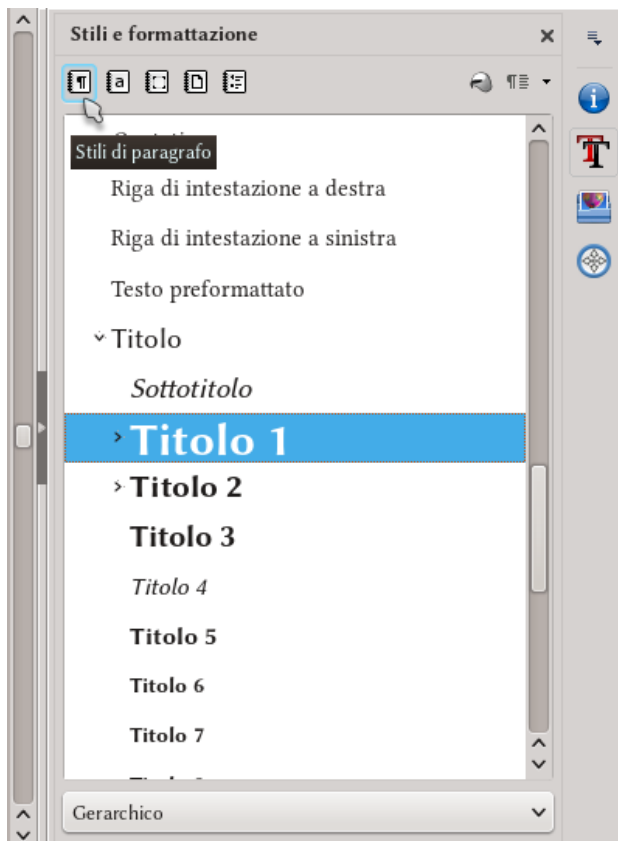 Stili e formattazione
Stili di paragrafo
Riga di intestazione a destra
Riga di intestazione a sinistra
Testo preformattato
Titolo
Sottotitolo
Titolo 1
Titolo 2
Titolo 3
Titolo 4
Titolo 5
Titolo 6
Titolo 7
Gerarchico